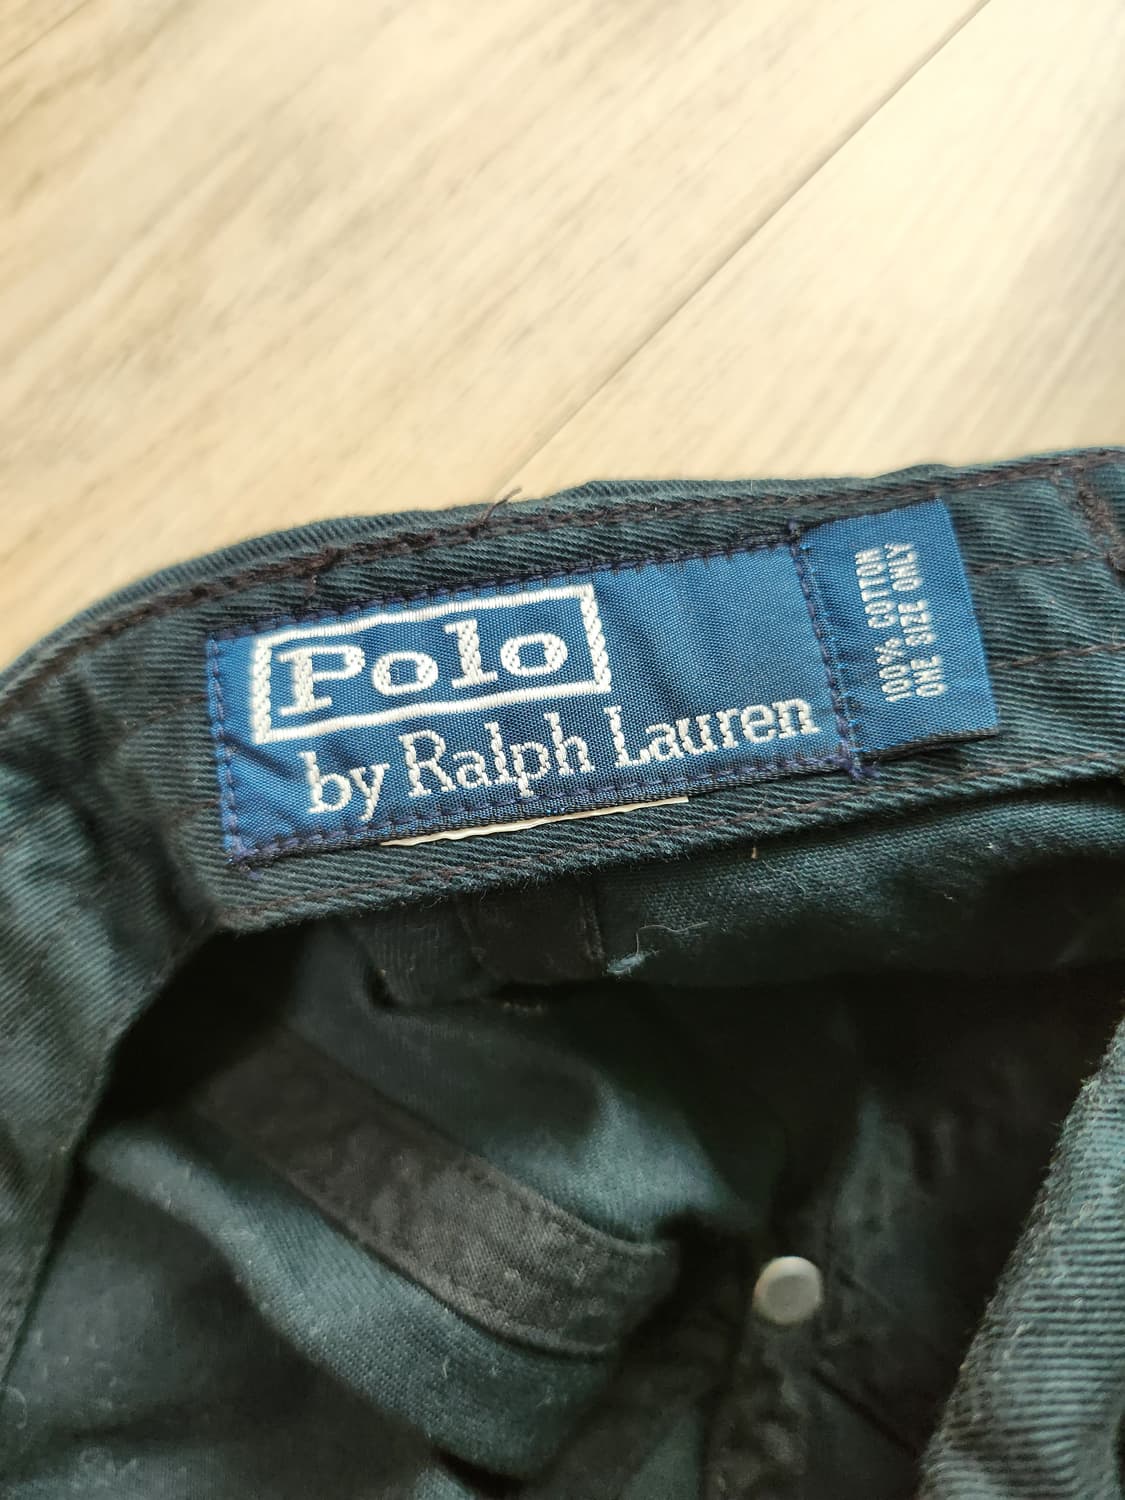 Polo
by Ralph Lauren
100% COTTON
ONE SIZE ONLY